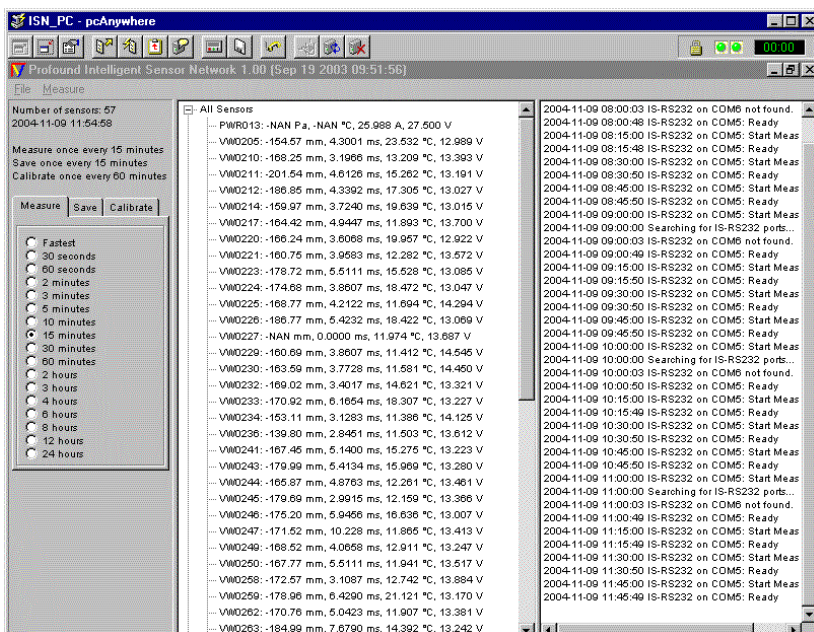 ISN_PC - pcAnywhere
00:00
Profound Intelligent Sensor Network 1.00 (Sep 19 2003 09:51:56)
File Measure
Number of sensors: 57
2004-11-09 11:54:58
Measure once every 15 minutes
Save once every 15 minutes
Calibrate once every 60 minutes
Measure Save Calibrate
Fastest
30 seconds
60 seconds
2 minutes
3 minutes
5 minutes
10 minutes
15 minutes
30 minutes
60 minutes
2 hours
3 hours
4 hours
6 hours
8 hours
12 hours
24 hours
All Sensors
PWR013: -NAN Pa, -NAN °C, 25.988 A, 27.500 V
VW0205: -154.57 mm, 4.3001 ms, 23.532 °C, 12.989 V
VW0210: -168.25 mm, 3.1966 ms, 13.209 °C, 13.393 V
VW0211: -201.54 mm, 4.6126 ms, 15.262 °C, 13.191 V
VW0212: -186.85 mm, 4.3392 ms, 17.305 °C, 13.027 V
VW0214: -159.97 mm, 3.7240 ms, 19.639 °C, 13.015 V
VW0217: -164.42 mm, 4.9447 ms, 11.893 °C, 13.700 V
VW0220: -166.24 mm, 3.6068 ms, 19.957 °C, 12.922 V
VW0221: -160.75 mm, 3.9583 ms, 12.282 °C, 13.572 V
VW0223: -178.72 mm, 5.5111 ms, 15.528 °C, 13.085 V
VW0224: -174.68 mm, 3.8607 ms, 18.472 °C, 13.047 V
VW0225: -168.77 mm, 4.2122 ms, 11.694 °C, 14.294 V
VW0226: -186.77 mm, 5.4232 ms, 18.422 °C, 13.069 V
VW0227: -NAN mm, 0.0000 ms, 11.974 °C, 13.687 V
VW0229: -160.69 mm, 3.8607 ms, 11.412 °C, 14.545 V
VW0230: -163.59 mm, 3.7728 ms, 11.581 °C, 14.450 V
VW0232: -169.02 mm, 3.4017 ms, 14.621 °C, 13.321 V
VW0233: -170.92 mm, 6.1654 ms, 18.307 °C, 13.227 V
VW0234: -153.11 mm, 3.1283 ms, 11.386 °C, 14.125 V
VW0236: -139.80 mm, 2.8451 ms, 11.503 °C, 13.612 V
VW0241: -167.45 mm, 5.1400 ms, 15.275 °C, 13.223 V
VW0243: -179.99 mm, 5.4134 ms, 15.969 °C, 13.280 V
VW0244: -165.87 mm, 4.8763 ms, 12.261 °C, 13.461 V
VW0245: -179.69 mm, 2.9915 ms, 12.159 °C, 13.366 V
VW0246: -175.20 mm, 5.9456 ms, 16.636 °C, 13.007 V
VW0247: -171.52 mm, 10.228 ms, 11.865 °C, 13.413 V
VW0249: -168.52 mm, 4.0658 ms, 12.911 °C, 13.247 V
VW0250: -167.77 mm, 5.5111 ms, 11.941 °C, 13.517 V
VW0258: -172.57 mm, 3.1087 ms, 12.742 °C, 13.884 V
VW0259: -178.96 mm, 6.4290 ms, 21.121 °C, 13.170 V
VW0262: -170.76 mm, 5.0423 ms, 11.907 °C, 13.381 V
VW0263: -184.99 mm, 7.6790 ms, 14.392 °C, 13.242 V
2004-11-09 08:00:03 IS-RS232 on COM6 not found.
2004-11-09 08:00:48 IS-RS232 on COM5: Ready
2004-11-09 08:15:00 IS-RS232 on COM5: Start Meas
2004-11-09 08:15:48 IS-RS232 on COM5: Ready
2004-11-09 08:30:00 IS-RS232 on COM5: Start Meas
2004-11-09 08:30:50 IS-RS232 on COM5: Ready
2004-11-09 08:45:00 IS-RS232 on COM5: Start Meas
2004-11-09 08:45:50 IS-RS232 on COM5: Ready
2004-11-09 09:00:00 IS-RS232 on COM5: Start Meas
2004-11-09 09:00:00 Searching for IS-RS232 ports...
2004-11-09 09:00:03 IS-RS232 on COM6 not found.
2004-11-09 09:00:49 IS-RS232 on COM5: Ready
2004-11-09 09:15:00 IS-RS232 on COM5: Start Meas
2004-11-09 09:15:50 IS-RS232 on COM5: Ready
2004-11-09 09:30:00 IS-RS232 on COM5: Start Meas
2004-11-09 09:30:50 IS-RS232 on COM5: Ready
2004-11-09 09:45:00 IS-RS232 on COM5: Start Meas
2004-11-09 09:45:50 IS-RS232 on COM5: Ready
2004-11-09 10:00:00 IS-RS232 on COM5: Start Meas
2004-11-09 10:00:00 Searching for IS-RS232 ports...
2004-11-09 10:00:03 IS-RS232 on COM6 not found.
2004-11-09 10:00:50 IS-RS232 on COM5: Ready
2004-11-09 10:15:00 IS-RS232 on COM5: Start Meas
2004-11-09 10:15:49 IS-RS232 on COM5: Ready
2004-11-09 10:30:00 IS-RS232 on COM5: Start Meas
2004-11-09 10:30:50 IS-RS232 on COM5: Ready
2004-11-09 10:45:00 IS-RS232 on COM5: Start Meas
2004-11-09 10:45:50 IS-RS232 on COM5: Ready
2004-11-09 11:00:00 IS-RS232 on COM5: Start Meas
2004-11-09 11:00:00 Searching for IS-RS232 ports...
2004-11-09 11:00:03 IS-RS232 on COM6 not found.
2004-11-09 11:00:49 IS-RS232 on COM5: Ready
2004-11-09 11:15:00 IS-RS232 on COM5: Start Meas
2004-11-09 11:15:49 IS-RS232 on COM5: Ready
2004-11-09 11:30:00 IS-RS232 on COM5: Start Meas
2004-11-09 11:30:50 IS-RS232 on COM5: Ready
2004-11-09 11:45:00 IS-RS232 on COM5: Start Meas
2004-11-09 11:45:49 IS-RS232 on COM5: Ready